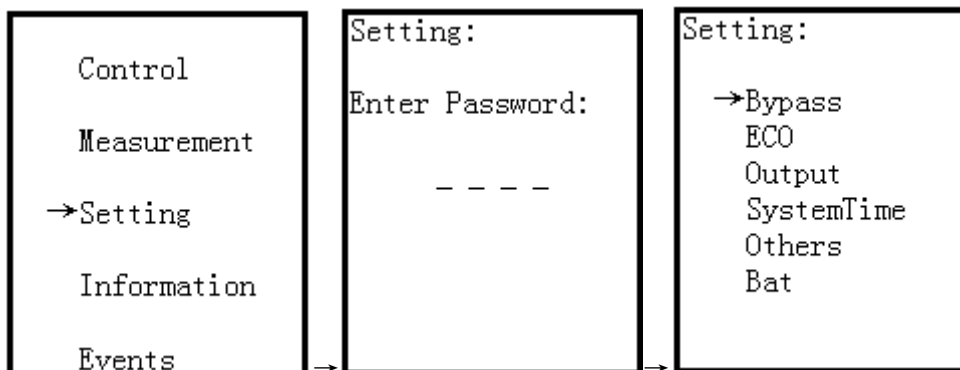 Control
Measurement
→Setting
Information
Events
→
Setting:
Enter Password:
_ _ _ _
→
Setting:
→Bypass
ECO
Output
SystemTime
Others
Bat